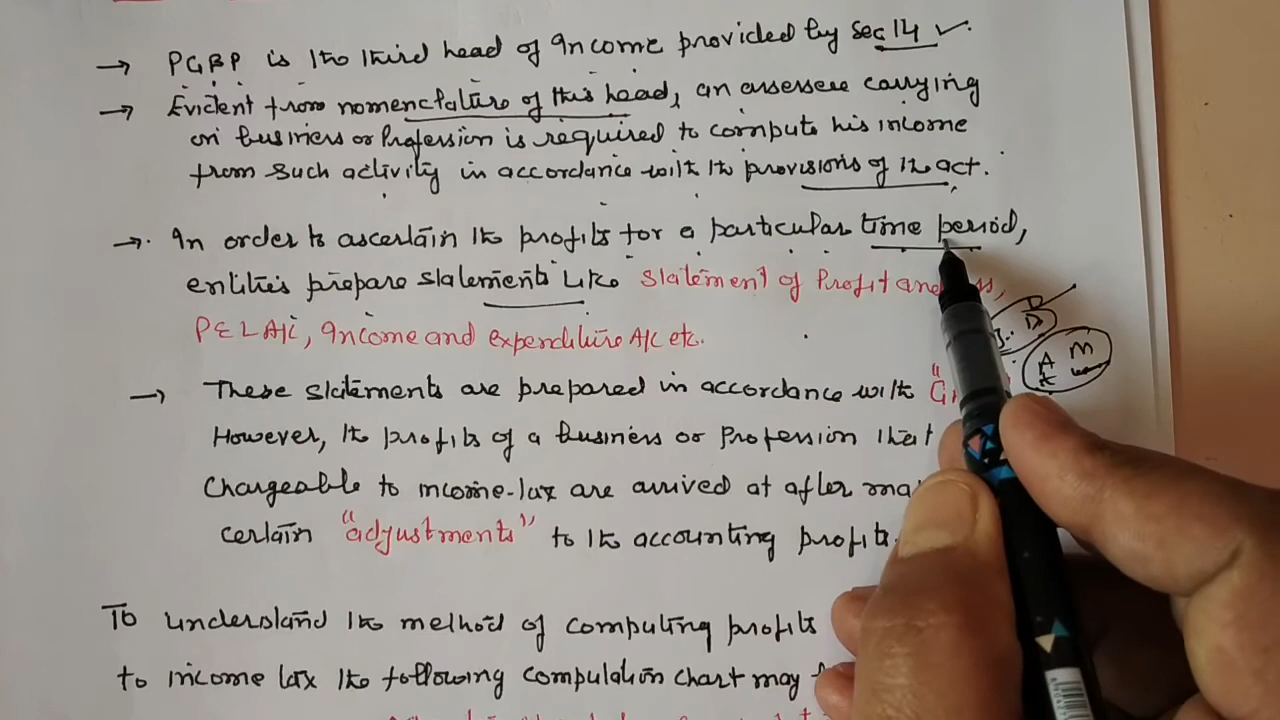 → PGBP is the third head of Income provided by Sec 14 ✓.
→ Evident from nomenclature of this head, an assessee carrying
on business or Profession is required to compute his income
from such activity in accordance with the provisions of the act.
→ In order to ascertain the profits for a particular time period,
entities prepare statements like Statement of Profit and
P&L A/c, Income and expenditure A/c etc.
→ These statements are prepared in accordance with "G
However, the profits of a business or Profession that
Chargeable to income-tax are arrived at after ma
certain "adjustments" to the accounting profits.
To understand the method of computing profits
to income tax the following computation chart may